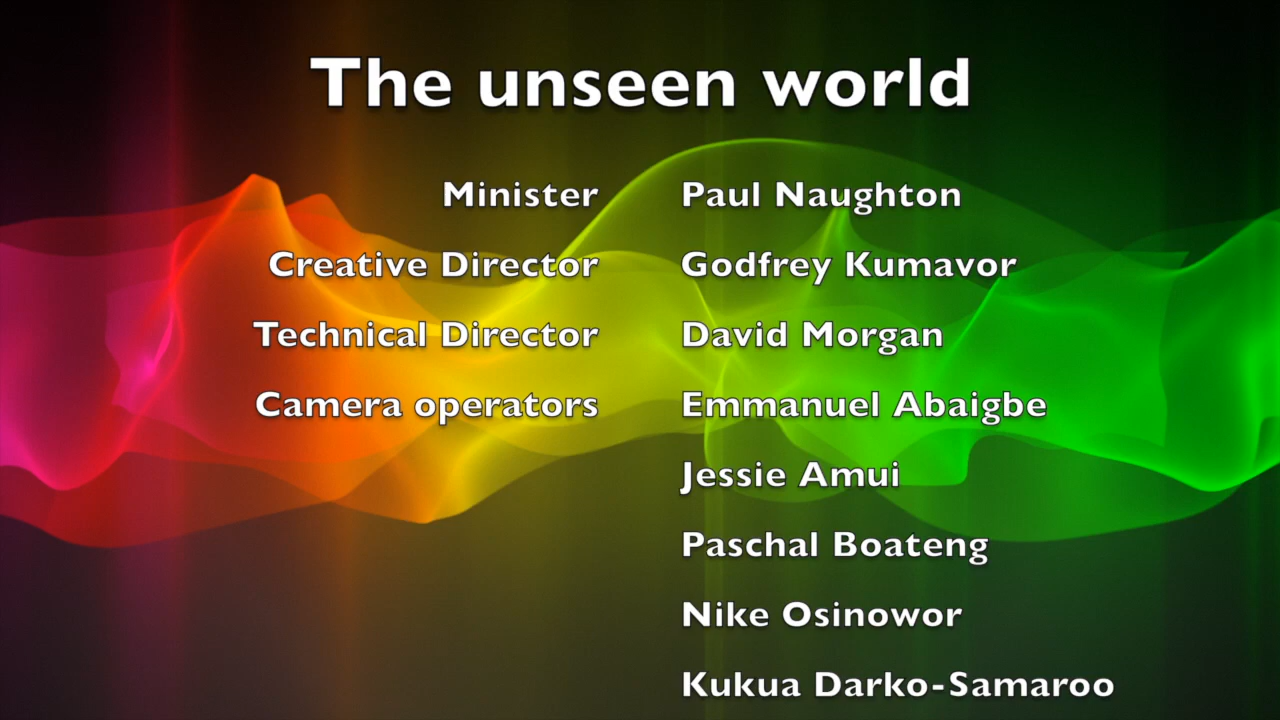 The unseen world
Minister Paul Naughton
Creative Director Godfrey Kumavor
Technical Director David Morgan
Camera operators Emmanuel Abaigbe
Jessie Amui
Paschal Boateng
Nike Osinowor
Kukua Darko-Samaroo